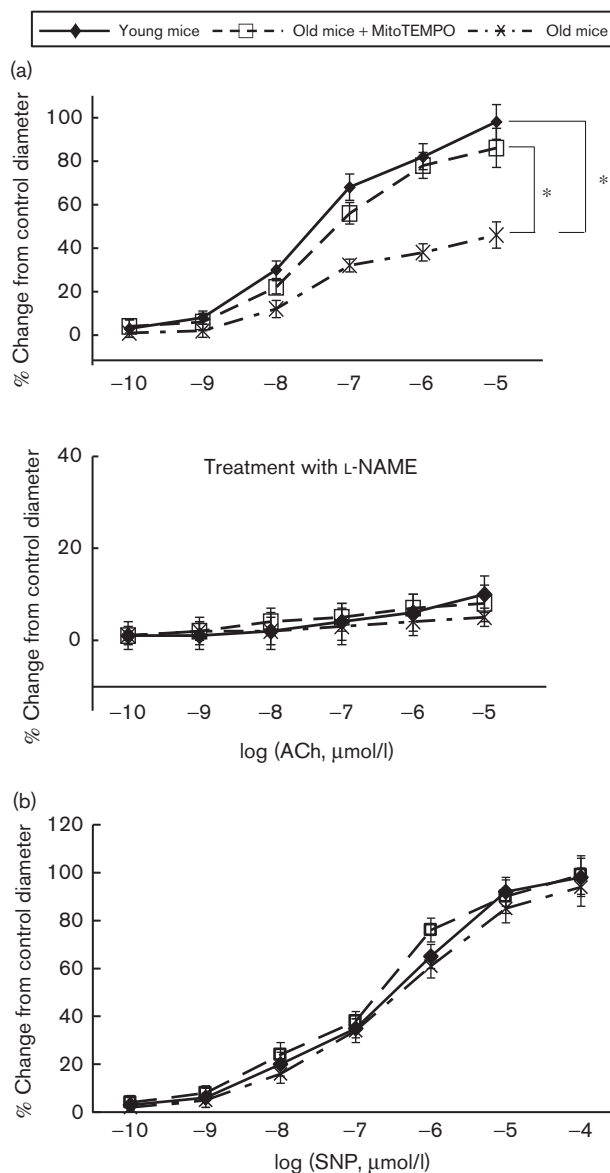 Young mice Old mice + MitoTEMPO Old mice
(a)
% Change from control diameter
100
80
60
40
20
0
*
*
–10 –9 –8 –7 –6 –5
Treatment with L-NAME
% Change from control diameter
40
20
0
–10 –9 –8 –7 –6 –5
log (ACh, μmol/l)
(b)
% Change from control diameter
120
100
80
60
40
20
0
–10 –9 –8 –7 –6 –5 –4
log (SNP, μmol/l)